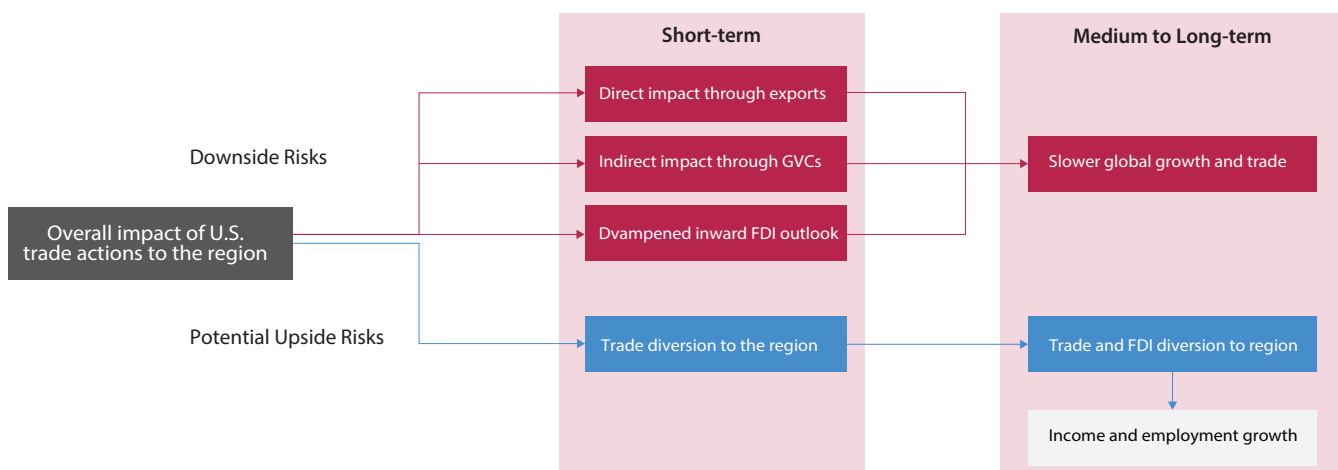 Short-term
Medium to Long-term
Direct impact through exports
Downside Risks
Indirect impact through GVCs
Slower global growth and trade
Overall impact of U.S.
trade actions to the region
Dvampened inward FDI outlook
Potential Upside Risks
Trade diversion to the region
Trade and FDI diversion to region
Income and employment growth